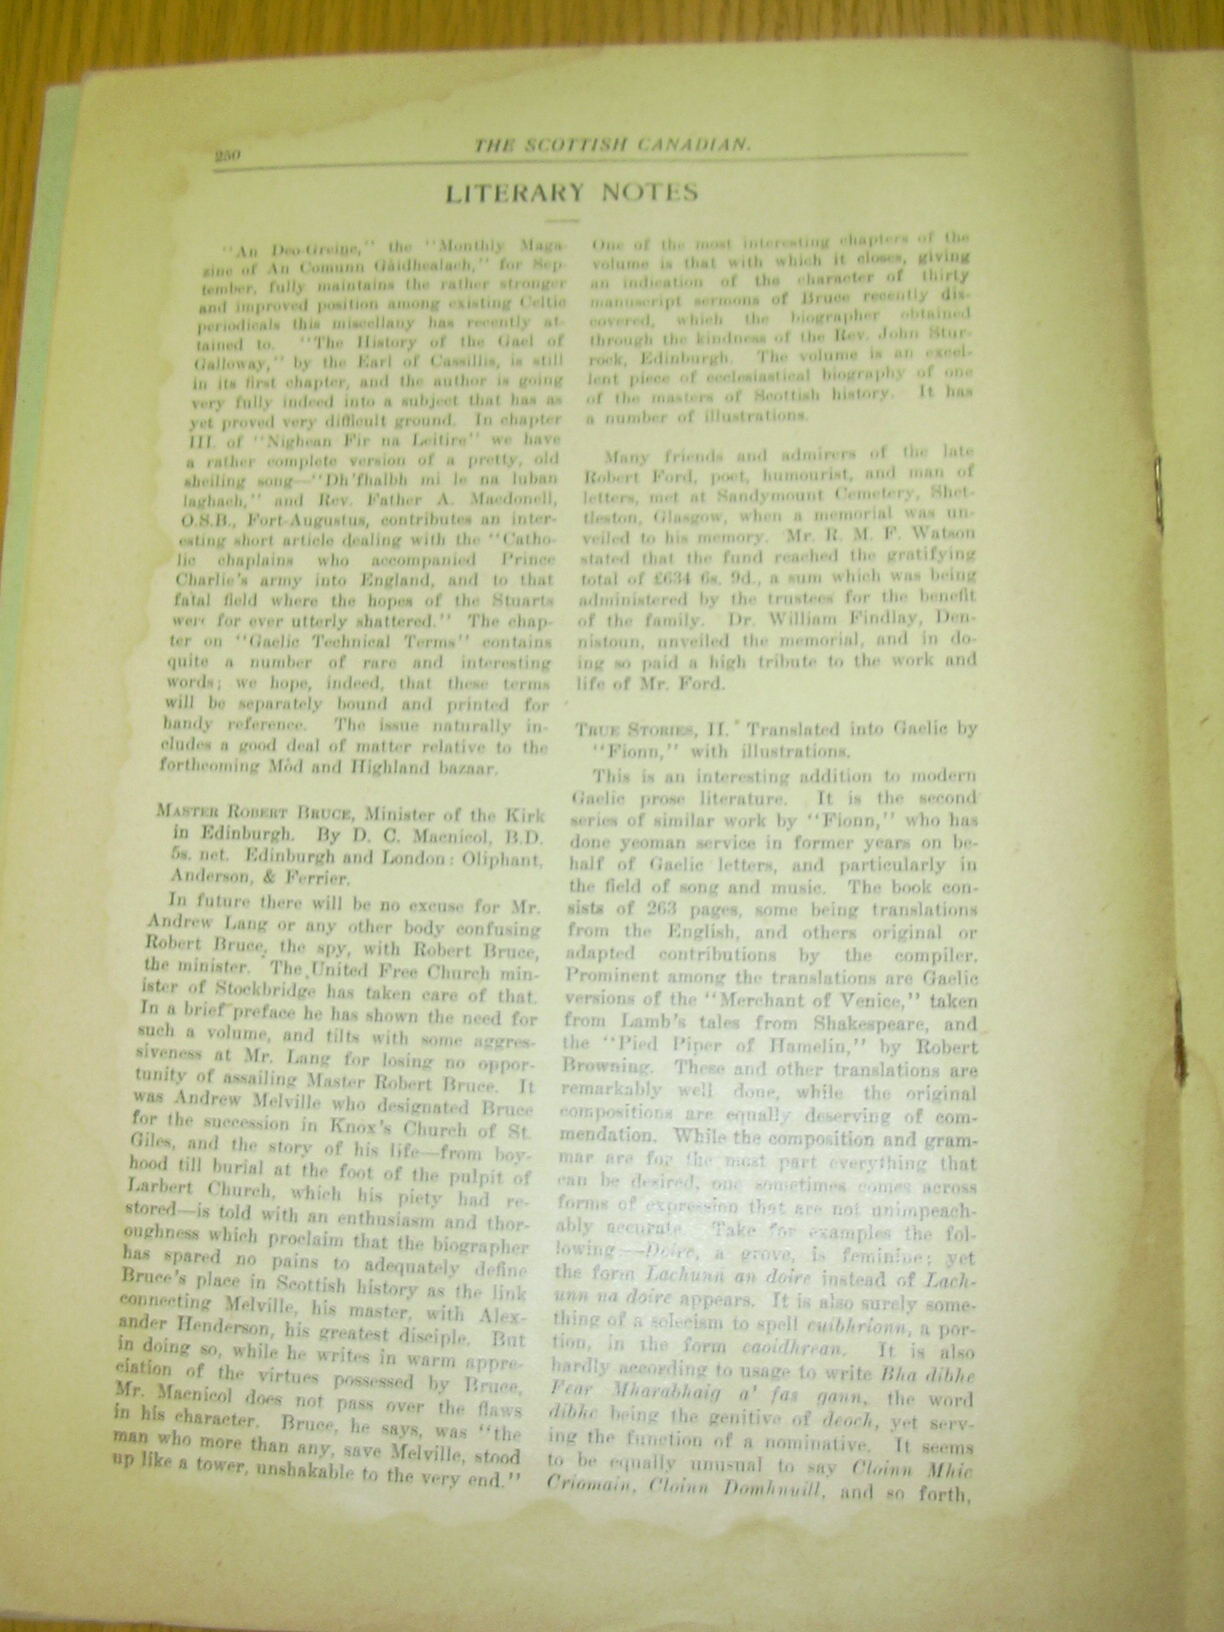 250
THE SCOTTISH CANADIAN.
LITERARY NOTES
"An Deo-Greine," the "Monthly Maga-
zine of An Comunn Gàidhealach," for Sep-
tember, fully maintains the rather stronger
and improved position among existing Celtic
periodicals this miscellany has recently at-
tained to. "The History of the Gael of
Galloway," by the Earl of Cassillis, is still
in its first chapter, and the author is going
very fully indeed into a subject that has as
yet proved very difficult ground. In chapter
III. of "Nighean Fir na Leitire" we have
a rather complete version of a pretty, old
sheiling song—"Dh'fhalbh mi le na luban
laghach," and Rev. Father A. Macdonell,
O.S.B., Fort-Augustus, contributes an inter-
esting short article dealing with the "Catho-
lic chaplains who accompanied Prince
Charlie's army into England, and to that
fatal field where the hopes of the Stuarts
were for ever utterly shattered." The chap-
ter on "Gaelic Technical Terms" contains
quite a number of rare and interesting
words; we hope, indeed, that these terms
will be separately bound and printed for
handy reference. The issue naturally in-
cludes a good deal of matter relative to the
forthcoming Mòd and Highland bazaar.
MASTER ROBERT BRUCE, Minister of the Kirk
in Edinburgh. By D. C. Macnicol, B.D.
5s. net. Edinburgh and London: Oliphant,
Anderson, & Ferrier.
In future there will be no excuse for Mr.
Andrew Lang or any other body confusing
Robert Bruce, the spy, with Robert Bruce,
the minister. The United Free Church min-
ister of Stockbridge has taken care of that.
In a brief preface he has shown the need for
such a volume, and tilts with some aggres-
siveness at Mr. Lang for losing no oppor-
tunity of assailing Master Robert Bruce. It
was Andrew Melville who designated Bruce
for the succession in Knox's Church of St.
Giles, and the story of his life—from boy-
hood till burial at the foot of the pulpit of
Larbert Church, which his piety had re-
stored—is told with an enthusiasm and thor-
oughness which proclaim that the biographer
has spared no pains to adequately define
Bruce's place in Scottish history as the link
connecting Melville, his master, with Alex-
ander Henderson, his greatest disciple. But
in doing so, while he writes in warm appre-
ciation of the virtues possessed by Bruce,
Mr. Macnicol does not pass over the flaws
in his character. Bruce, he says, was "the
man who more than any, save Melville, stood
up like a tower, unshakable to the very end."
One of the most interesting chapters of the
volume is that with which it closes, giving
an indication of the character of thirty
manuscript sermons of Bruce recently dis-
covered, which the biographer obtained
through the kindness of the Rev. John Stur-
rock, Edinburgh. The volume is an excel-
lent piece of ecclesiastical biography of one
of the masters of Scottish history. It has
a number of illustrations.
Many friends and admirers of the late
Robert Ford, poet, humourist, and man of
letters, met at Sandymount Cemetery, Shet-
tleston, Glasgow, when a memorial was un-
veiled to his memory. Mr. R. M. F. Watson
stated that the fund reached the gratifying
total of £634 6s. 9d., a sum which was being
administered by the trustees for the benefit
of the family. Dr. William Findlay, Den-
nistoun, unveiled the memorial, and in do-
ing so paid a high tribute to the work and
life of Mr. Ford.
TRUE STORIES, II. Translated into Gaelic by
"Fionn," with illustrations.
This is an interesting addition to modern
Gaelic prose literature. It is the second
series of similar work by "Fionn," who has
done yeoman service in former years on be-
half of Gaelic letters, and particularly in
the field of song and music. The book con-
sists of 263 pages, some being translations
from the English, and others original or
adapted contributions by the compiler.
Prominent among the translations are Gaelic
versions of the "Merchant of Venice," taken
from Lamb's tales from Shakespeare, and
the "Pied Piper of Hamelin," by Robert
Browning. These and other translations are
remarkably well done, while the original
compositions are equally deserving of com-
mendation. While the composition and gram-
mar are for the most part everything that
can be desired, one sometimes comes across
forms of expression that are not unimpeach-
ably accurate. Take for examples the fol-
lowing:—Doire, a grove, is feminine; yet
the form Lachunn an doire instead of Lach-
unn na doire appears. It is also surely some-
thing of a solecism to spell cuibhrionn, a por-
tion, in the form caoidhrean. It is also
hardly according to usage to write Bha dibhe
Fear Mharabhaig a' fas gann, the word
dibhe being the genitive of deoch, yet serv-
ing the function of a nominative. It seems
to be equally unusual to say Cloinn Mhic
Criomain, Cloinn Domhnuill, and so forth,